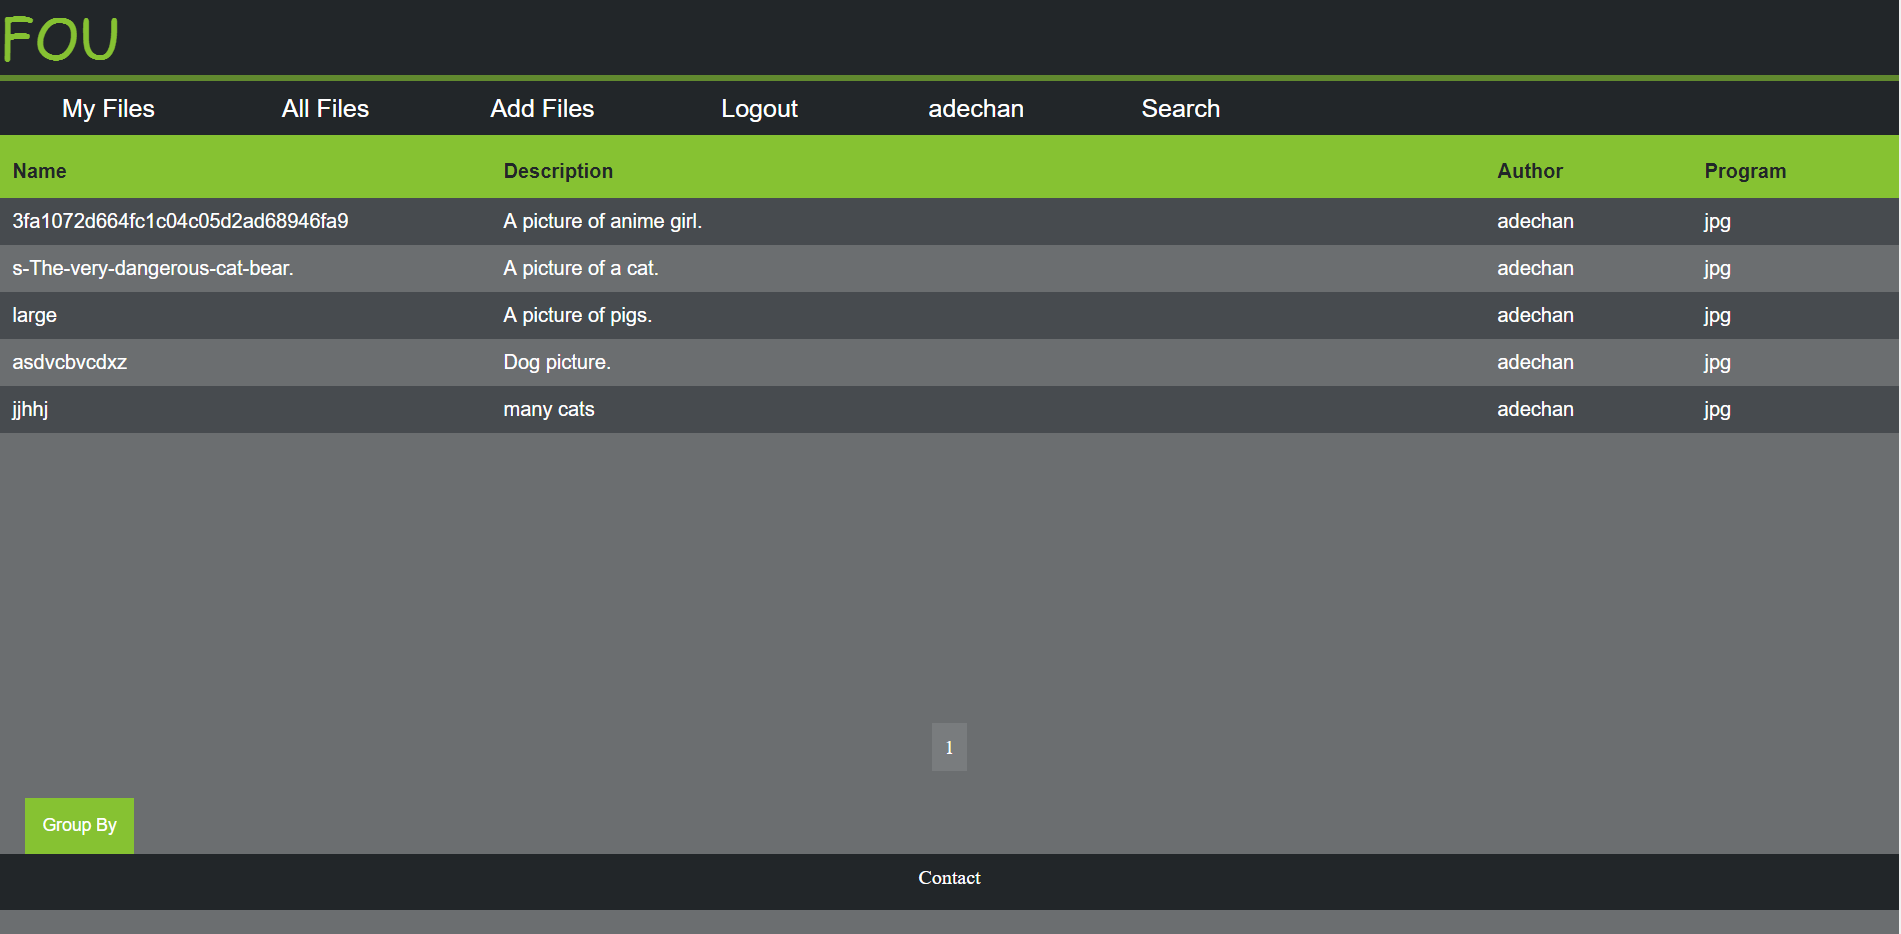 FOU
My Files All Files Add Files Logout adechan Search
Name Description Author Program
3fa1072d664fc1c04c05d2ad68946fa9 A picture of anime girl. adechan jpg
s-The-very-dangerous-cat-bear. A picture of a cat. adechan jpg
large A picture of pigs. adechan jpg
asdvcbvcdxz Dog picture. adechan jpg
jjhhj many cats adechan jpg
1
Group By
Contact